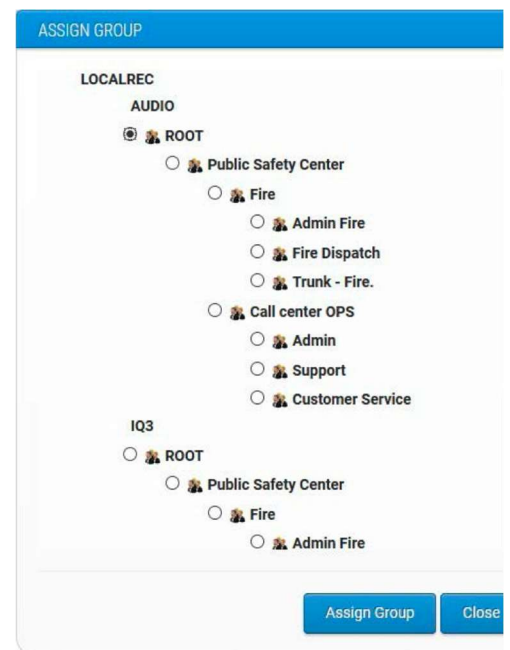 ASSIGN GROUP
LOCALREC
AUDIO
ROOT
Public Safety Center
Fire
Admin Fire
Fire Dispatch
Trunk - Fire.
Call center OPS
Admin
Support
Customer Service
IQ3
ROOT
Public Safety Center
Fire
Admin Fire
Assign Group Close